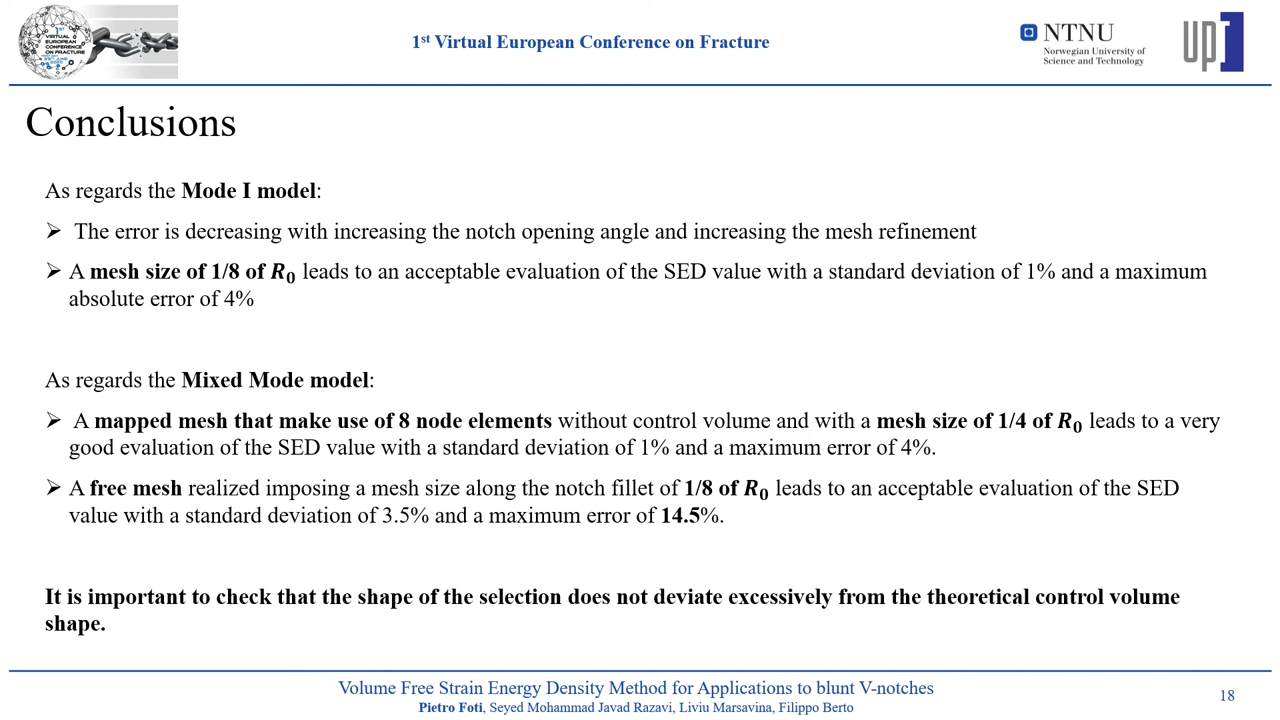 1ST
VIRTUAL
EUROPEAN
CONFERENCE
ON FRACTURE
1st Virtual European Conference on Fracture
NTNU
Norwegian University of
Science and Technology
UPT
Conclusions
As regards the Mode I model:
➢ The error is decreasing with increasing the notch opening angle and increasing the mesh refinement
➢ A mesh size of 1/8 of R₀ leads to an acceptable evaluation of the SED value with a standard deviation of 1% and a maximum
absolute error of 4%
As regards the Mixed Mode model:
➢ A mapped mesh that make use of 8 node elements without control volume and with a mesh size of 1/4 of R₀ leads to a very
good evaluation of the SED value with a standard deviation of 1% and a maximum error of 4%.
➢ A free mesh realized imposing a mesh size along the notch fillet of 1/8 of R₀ leads to an acceptable evaluation of the SED
value with a standard deviation of 3.5% and a maximum error of 14.5%.
It is important to check that the shape of the selection does not deviate excessively from the theoretical control volume
shape.
Volume Free Strain Energy Density Method for Applications to blunt V-notches
Pietro Foti, Seyed Mohammad Javad Razavi, Liviu Marsavina, Filippo Berto
18